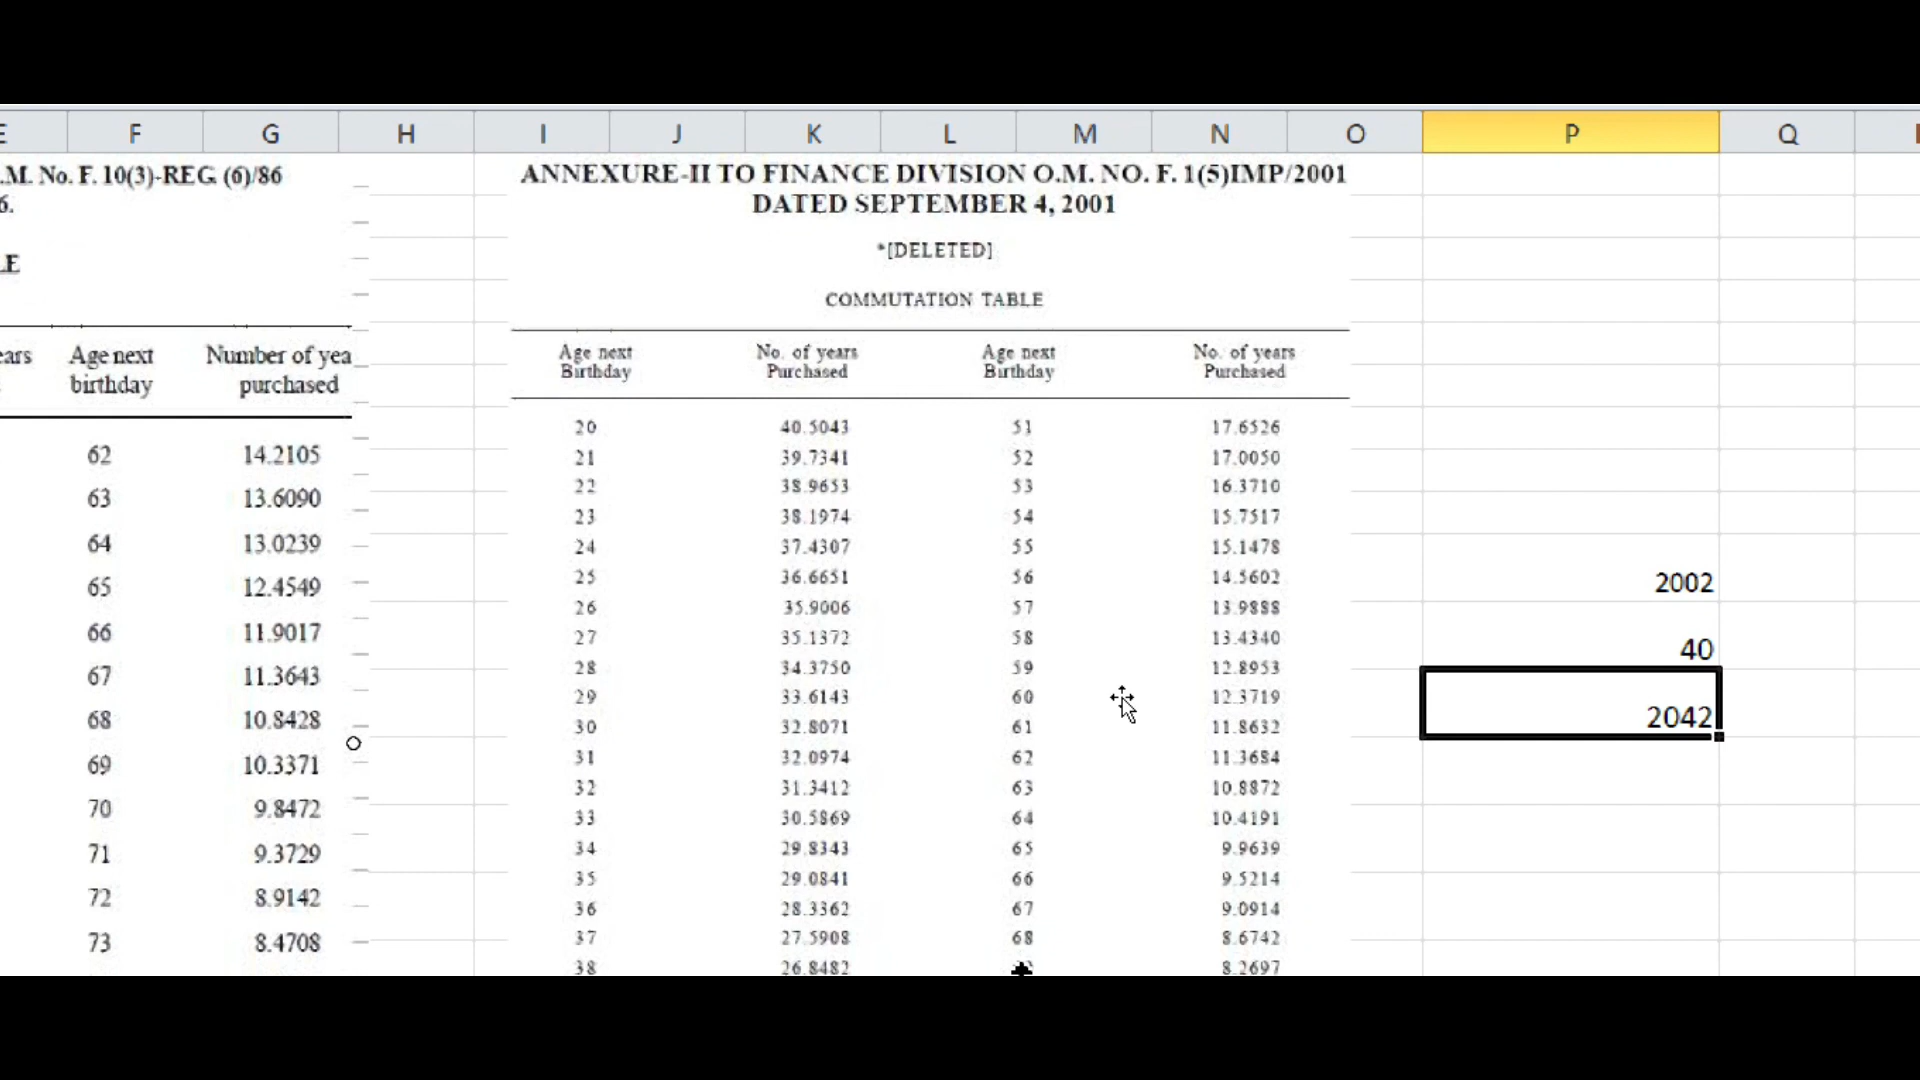 E F G H I J K L M N O P Q
.M. No. F. 10(3)-REG. (6)/86
6.
LE
ears Age next Number of yea
birthday purchased
62 14.2105
63 13.6090
64 13.0239
65 12.4549
66 11.9017
67 11.3643
68 10.8428
69 10.3371
70 9.8472
71 9.3729
72 8.9142
73 8.4708
ANNEXURE-II TO FINANCE DIVISION O.M. NO. F. 1(5)IMP/2001
DATED SEPTEMBER 4, 2001
*[DELETED]
COMMUTATION TABLE
Age next No. of years Age next No. of years
Birthday Purchased Birthday Purchased
20 40.5043 51 17.6526
21 39.7341 52 17.0050
22 38.9653 53 16.3710
23 38.1974 54 15.7517
24 37.4307 55 15.1478
25 36.6651 56 14.5602
26 35.9006 57 13.9888
27 35.1372 58 13.4340
28 34.3750 59 12.8953
29 33.6143 60 12.3719
30 32.8071 61 11.8632
31 32.0974 62 11.3684
32 31.3412 63 10.8872
33 30.5869 64 10.4191
34 29.8343 65 9.9639
35 29.0841 66 9.5214
36 28.3362 67 9.0914
37 27.5908 68 8.6742
38 26.8482 8.2697
2002
40
2042